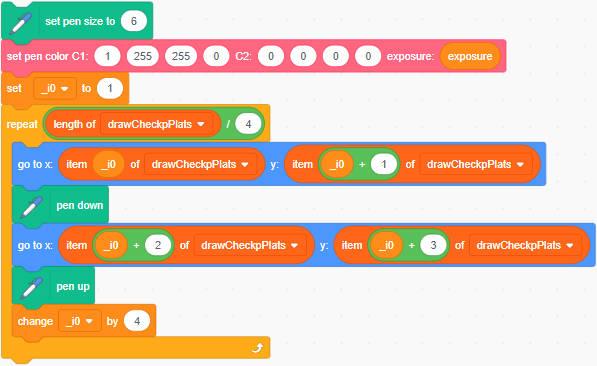 set pen size to 6
set pen color C1: 1 255 255 0 C2: 0 0 0 0 exposure: exposure
set _i0 to 1
repeat length of drawCheckpPlats / 4
go to x: item _i0 of drawCheckpPlats y: item _i0 + 1 of drawCheckpPlats
pen down
go to x: item _i0 + 2 of drawCheckpPlats y: item _i0 + 3 of drawCheckpPlats
pen up
change _i0 by 4